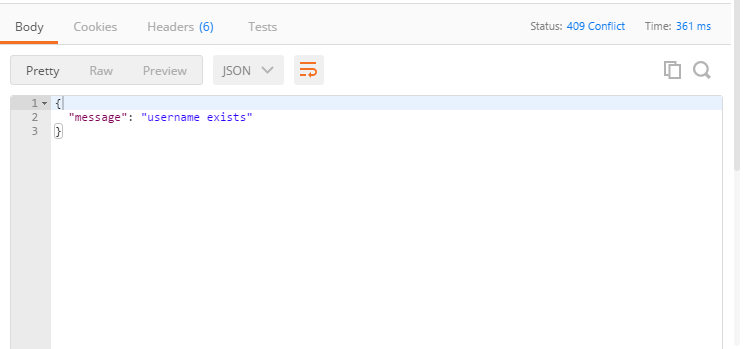 Body Cookies Headers (6) Tests Status: 409 Conflict Time: 361 ms
Pretty Raw Preview JSON
1 {
2 "message": "username exists"
3 }